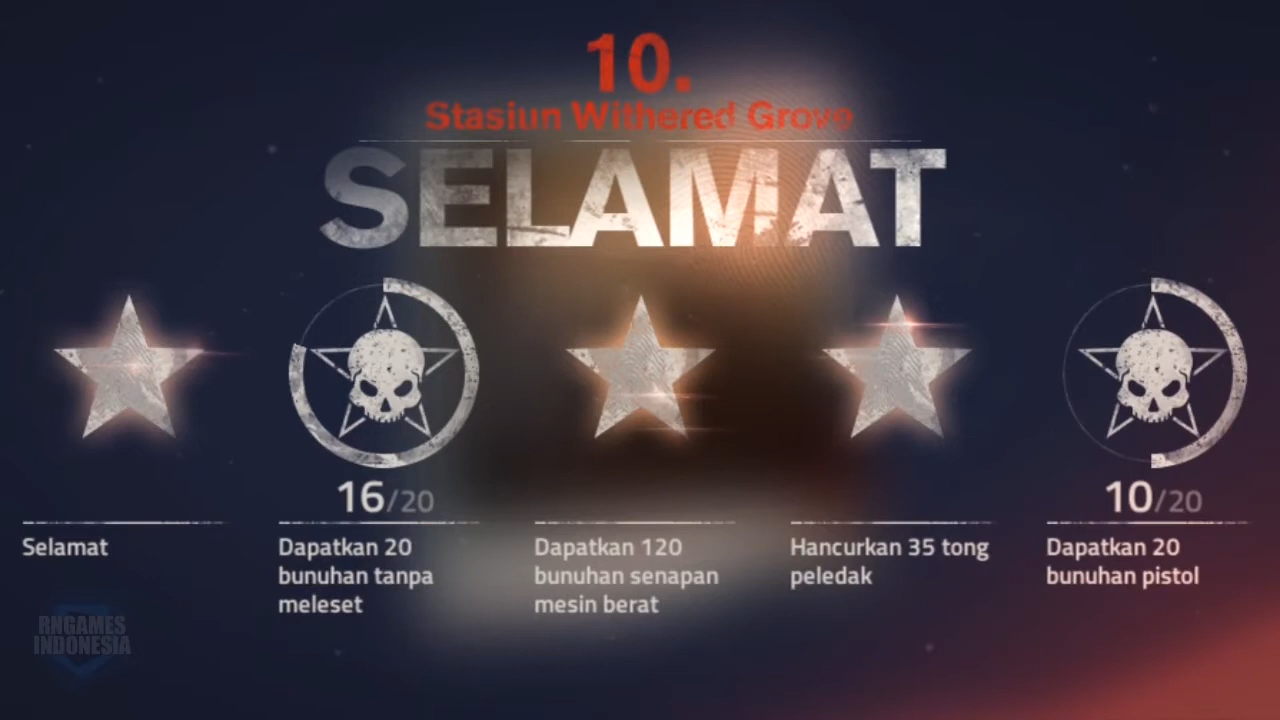 10.
Stasiun Withered Grove
SELAMAT
16/20
10/20
Selamat
Dapatkan 20
bunuhan tanpa
meleset
Dapatkan 120
bunuhan senapan
mesin berat
Hancurkan 35 tong
peledak
Dapatkan 20
bunuhan pistol
RNGAMES
INDONESIA